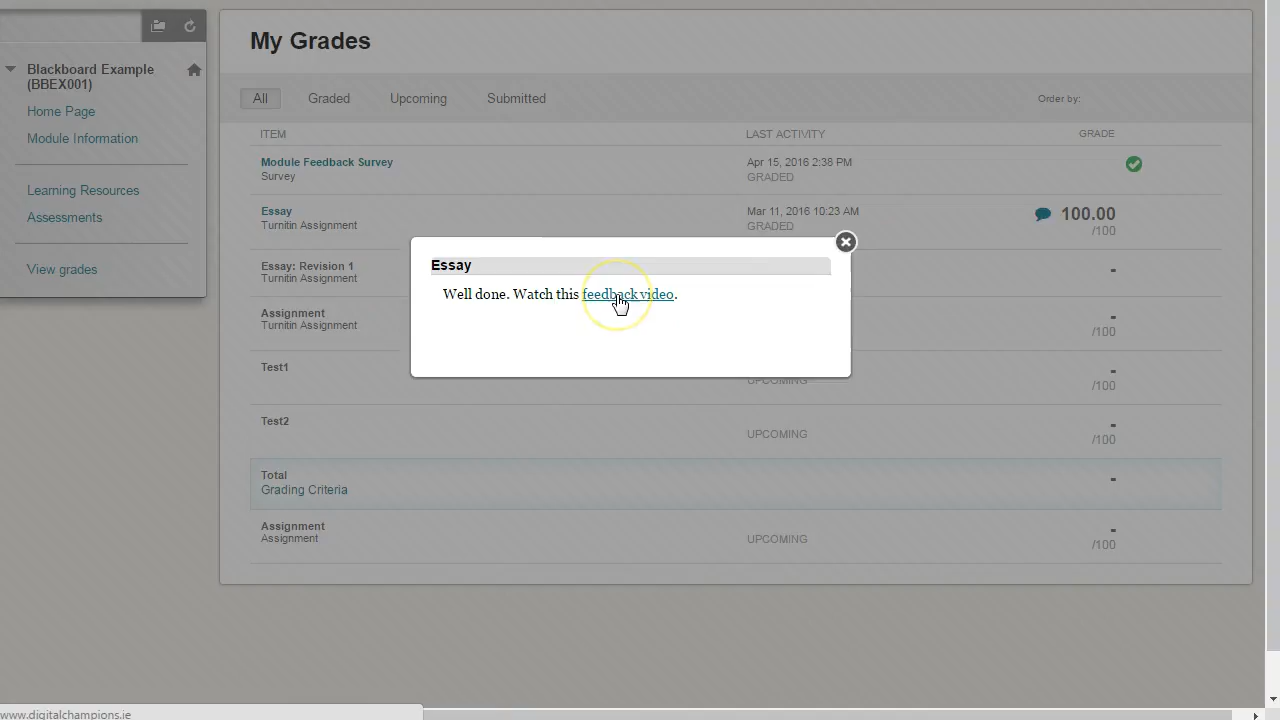 My Grades
Blackboard Example
(BBEX001)
Home Page
Module Information
Learning Resources
Assessments
View grades
All Graded Upcoming Submitted Order by:
ITEM LAST ACTIVITY GRADE
Module Feedback Survey Apr 15, 2016 2:38 PM
Survey GRADED
Essay Mar 11, 2016 10:23 AM 100.00
Turnitin Assignment GRADED /100
Essay: Revision 1 -
Turnitin Assignment
Essay
Well done. Watch this feedback video.
Assignment -
Turnitin Assignment /100
Test1 -
UPCOMING /100
Test2 -
UPCOMING /100
Total -
Grading Criteria
Assignment -
Assignment UPCOMING /100
www.digitalchampions.ie